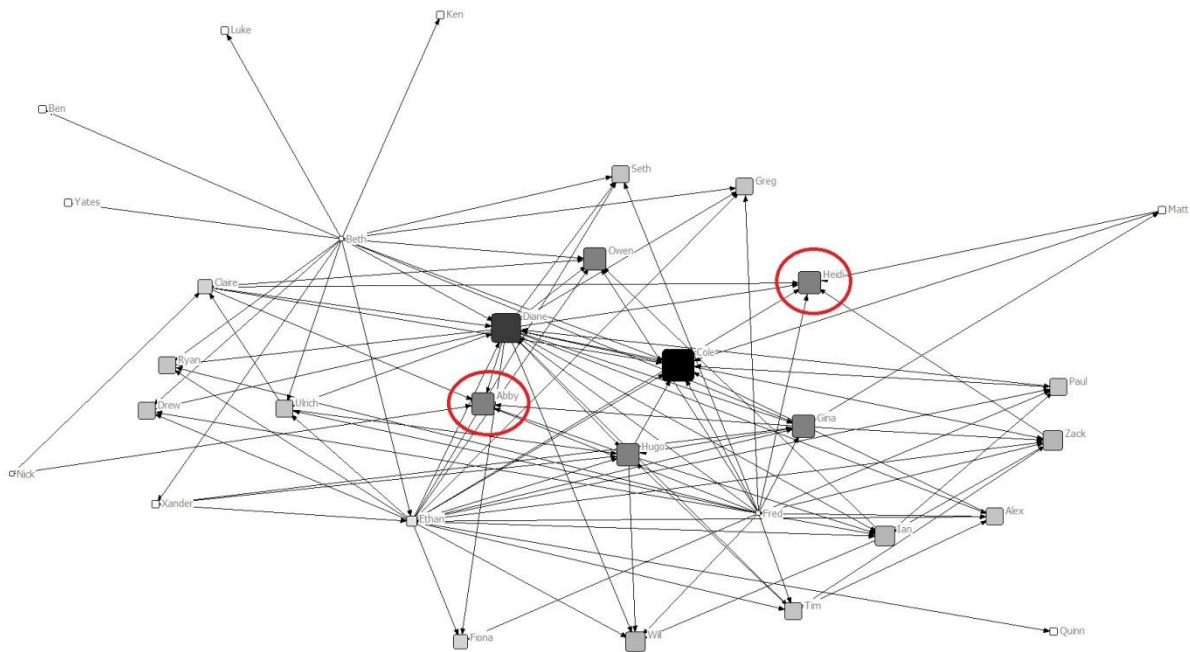 Ken
Luke
Ben
Seth
Greg
Yates
Matt
Beth
Owen
Heidi
Claire
Diane
Cole
Ryan
Paul
Abby
Drew
Ulrich
Gina
Zack
Hugo
Nick
Xander
Fred
Alex
Ethan
Ian
Tim
Quinn
Fiona
Will